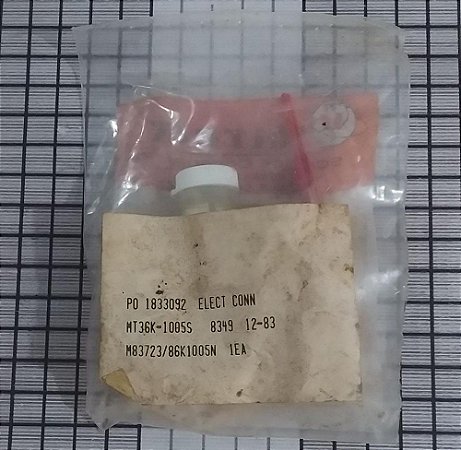 PO 1833092 ELECT CONN
MT36K-1005S 8349 12-83
M83723/86K1005N 1EA